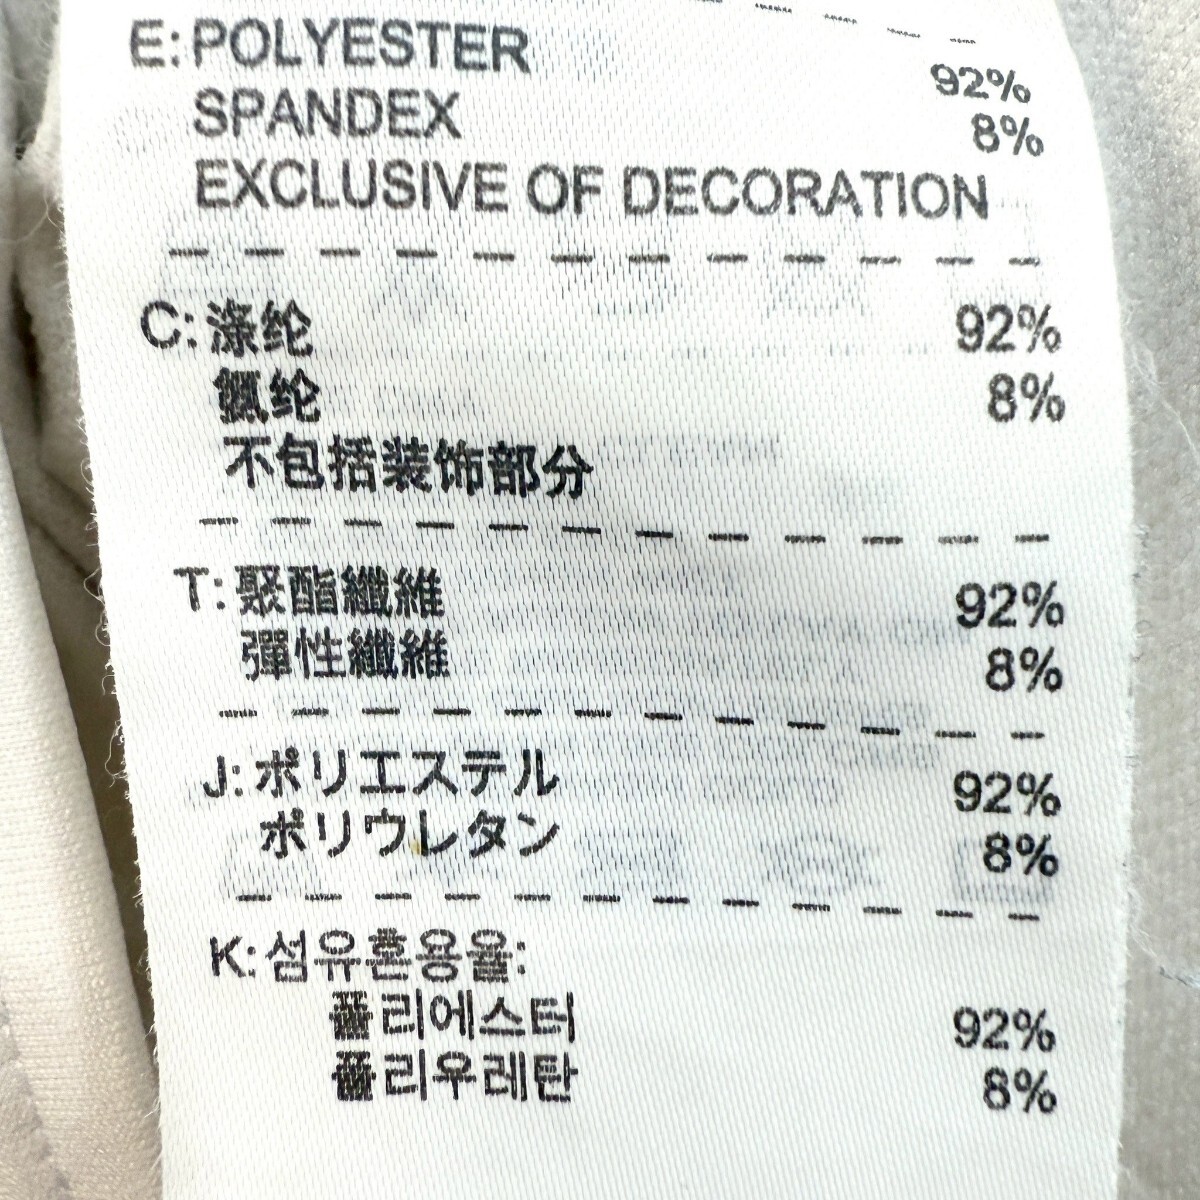 E: POLYESTER 92%
SPANDEX 8%
EXCLUSIVE OF DECORATION
C: 涤纶 92%
氨纶 8%
不包括装饰部分
T: 聚酯纖維 92%
彈性纖維 8%
J: ポリエステル 92%
ポリウレタン 8%
K: 섬유혼용율:
폴리에스터 92%
폴리우레탄 8%